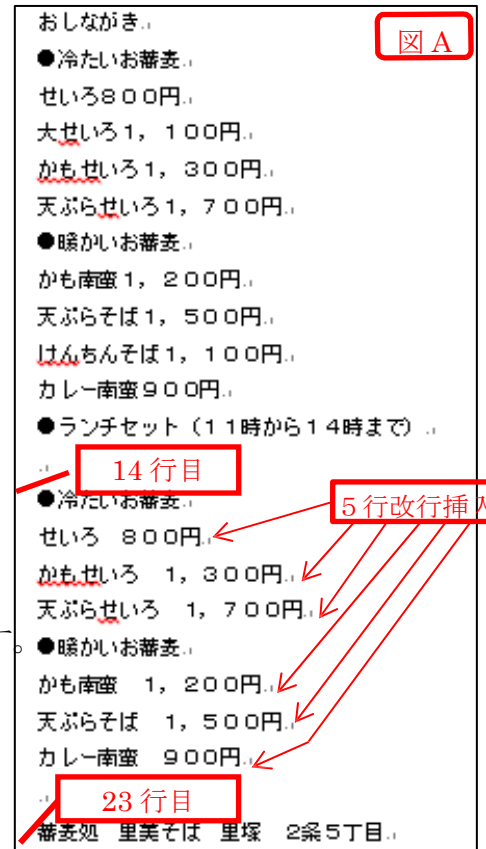 おしながき
図 A
●冷たいお蕎麦
せいろ８００円
大せいろ１，１００円
かもせいろ１，３００円
天ぷらせいろ１，７００円
●暖かいお蕎麦
かも南蛮１，２００円
天ぷらそば１，５００円
けんちんそば１，１００円
カレー南蛮９００円
●ランチセット（１１時から１４時まで）
14 行目
●冷たいお蕎麦
５行改行挿入
せいろ　８００円
かもせいろ　１，３００円
天ぷらせいろ　１，７００円
●暖かいお蕎麦
かも南蛮　１，２００円
天ぷらそば　１，５００円
カレー南蛮　９００円
23 行目
蕎麦処　里美そば　里塚　２条５丁目